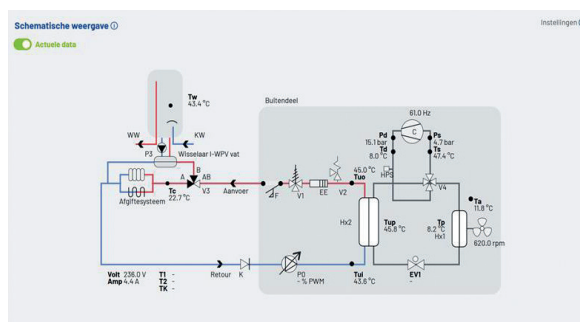 Schematische weergave
Instellingen
Actuele data
Tw
43,4 °C
Buitendeel
61.0 Hz
Pd
15.1 bar
Td
8.0 °C
C
Ps
4.7 bar
Ts
47.4 °C
WW
KW
P3
Wisselaar I-WPV vat
B
A
AB
V3
Tc
22.7 °C
Afgiftesysteem
Aanvoer
F
V1
EE
V2
45.0 °C
Tuo
HPS
V4
Ta
11.8 °C
Hx2
Tup
45.8 °C
Tp
8.2 °C
Hx1
620.0 rpm
Volt 236.0 V
Amp 4,4 A
T1 -
T2 -
TK -
Retour
K
P0
- % PWM
Tui
43.6 °C
EV1
-